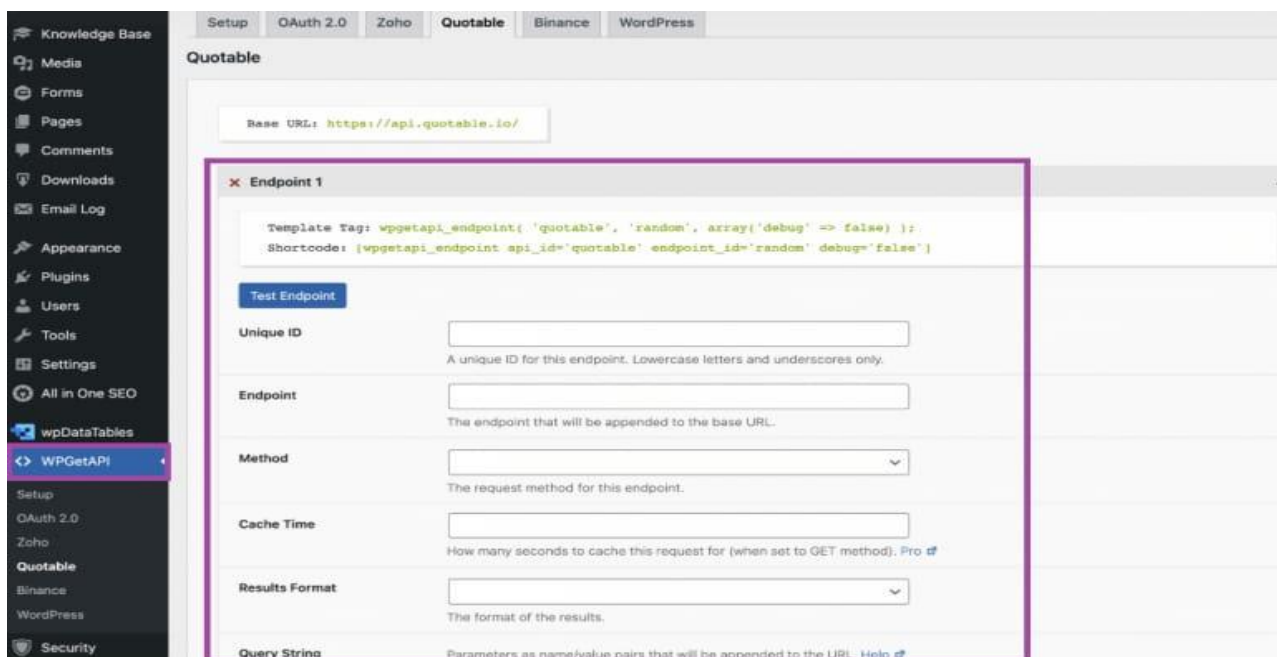 Knowledge Base
Media
Forms
Pages
Comments
Downloads
Email Log
Appearance
Plugins
Users
Tools
Settings
All in One SEO
wpDataTables
<> WPGetAPI
Setup
OAuth 2.0
Zoho
Quotable
Binance
WordPress
Security
Setup OAuth 2.0 Zoho Quotable Binance WordPress
Quotable
Base URL: https://api.quotable.io/
Endpoint 1
Template Tag: wpgetapi_endpoint( 'quotable', 'random', array('debug' => false) );
Shortcode: [wpgetapi_endpoint api_id='quotable' endpoint_id='random' debug='false']
Test Endpoint
Unique ID
A unique ID for this endpoint. Lowercase letters and underscores only.
Endpoint
The endpoint that will be appended to the base URL.
Method
The request method for this endpoint.
Cache Time
How many seconds to cache this request for (when set to GET method). Pro
Results Format
The format of the results.
Query String
Parameters as name/value pairs that will be appended to the URL. Help